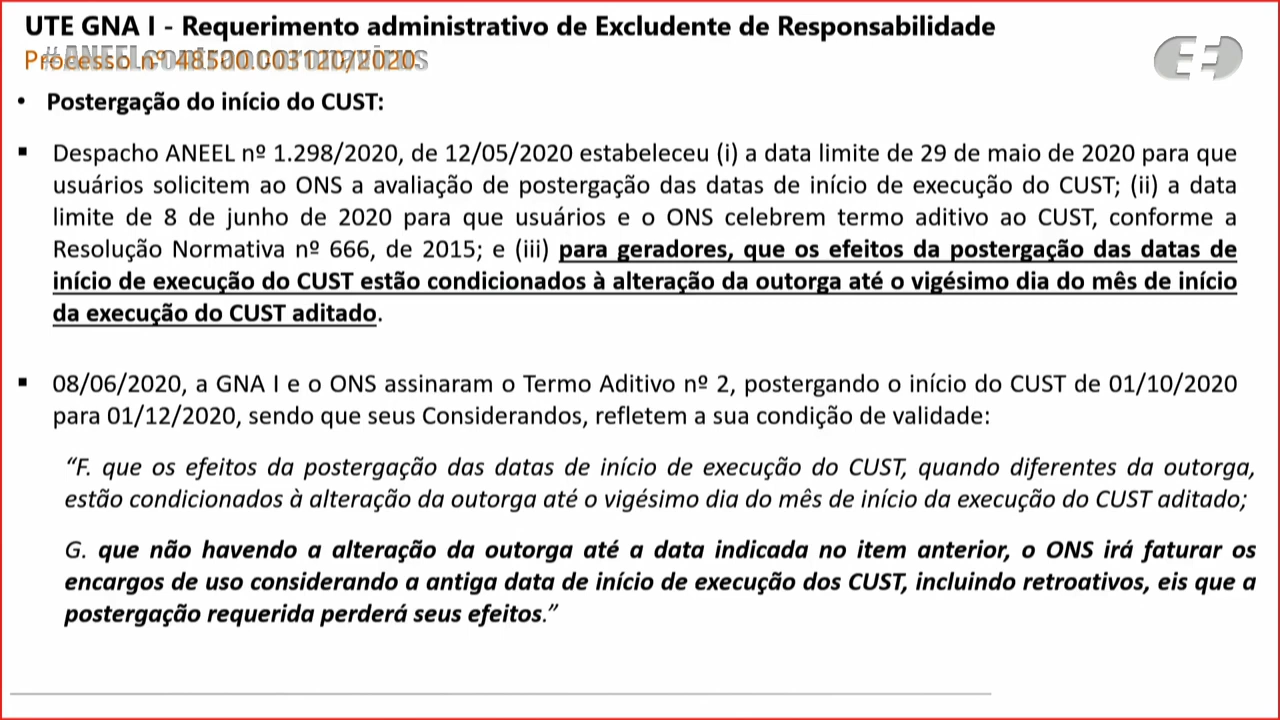 UTE GNA I - Requerimento administrativo de Excludente de Responsabilidade
Processo nº 48500.003120/2020
#ANEELcontraocoronavírus
• Postergação do início do CUST:
▪ Despacho ANEEL nº 1.298/2020, de 12/05/2020 estabeleceu (i) a data limite de 29 de maio de 2020 para que
usuários solicitem ao ONS a avaliação de postergação das datas de início de execução do CUST; (ii) a data
limite de 8 de junho de 2020 para que usuários e o ONS celebrem termo aditivo ao CUST, conforme a
Resolução Normativa nº 666, de 2015; e (iii) para geradores, que os efeitos da postergação das datas de
início de execução do CUST estão condicionados à alteração da outorga até o vigésimo dia do mês de início
da execução do CUST aditado.
▪ 08/06/2020, a GNA I e o ONS assinaram o Termo Aditivo nº 2, postergando o início do CUST de 01/10/2020
para 01/12/2020, sendo que seus Considerandos, refletem a sua condição de validade:
“F. que os efeitos da postergação das datas de início de execução do CUST, quando diferentes da outorga,
estão condicionados à alteração da outorga até o vigésimo dia do mês de início da execução do CUST aditado;
G. que não havendo a alteração da outorga até a data indicada no item anterior, o ONS irá faturar os
encargos de uso considerando a antiga data de início de execução dos CUST, incluindo retroativos, eis que a
postergação requerida perderá seus efeitos.”